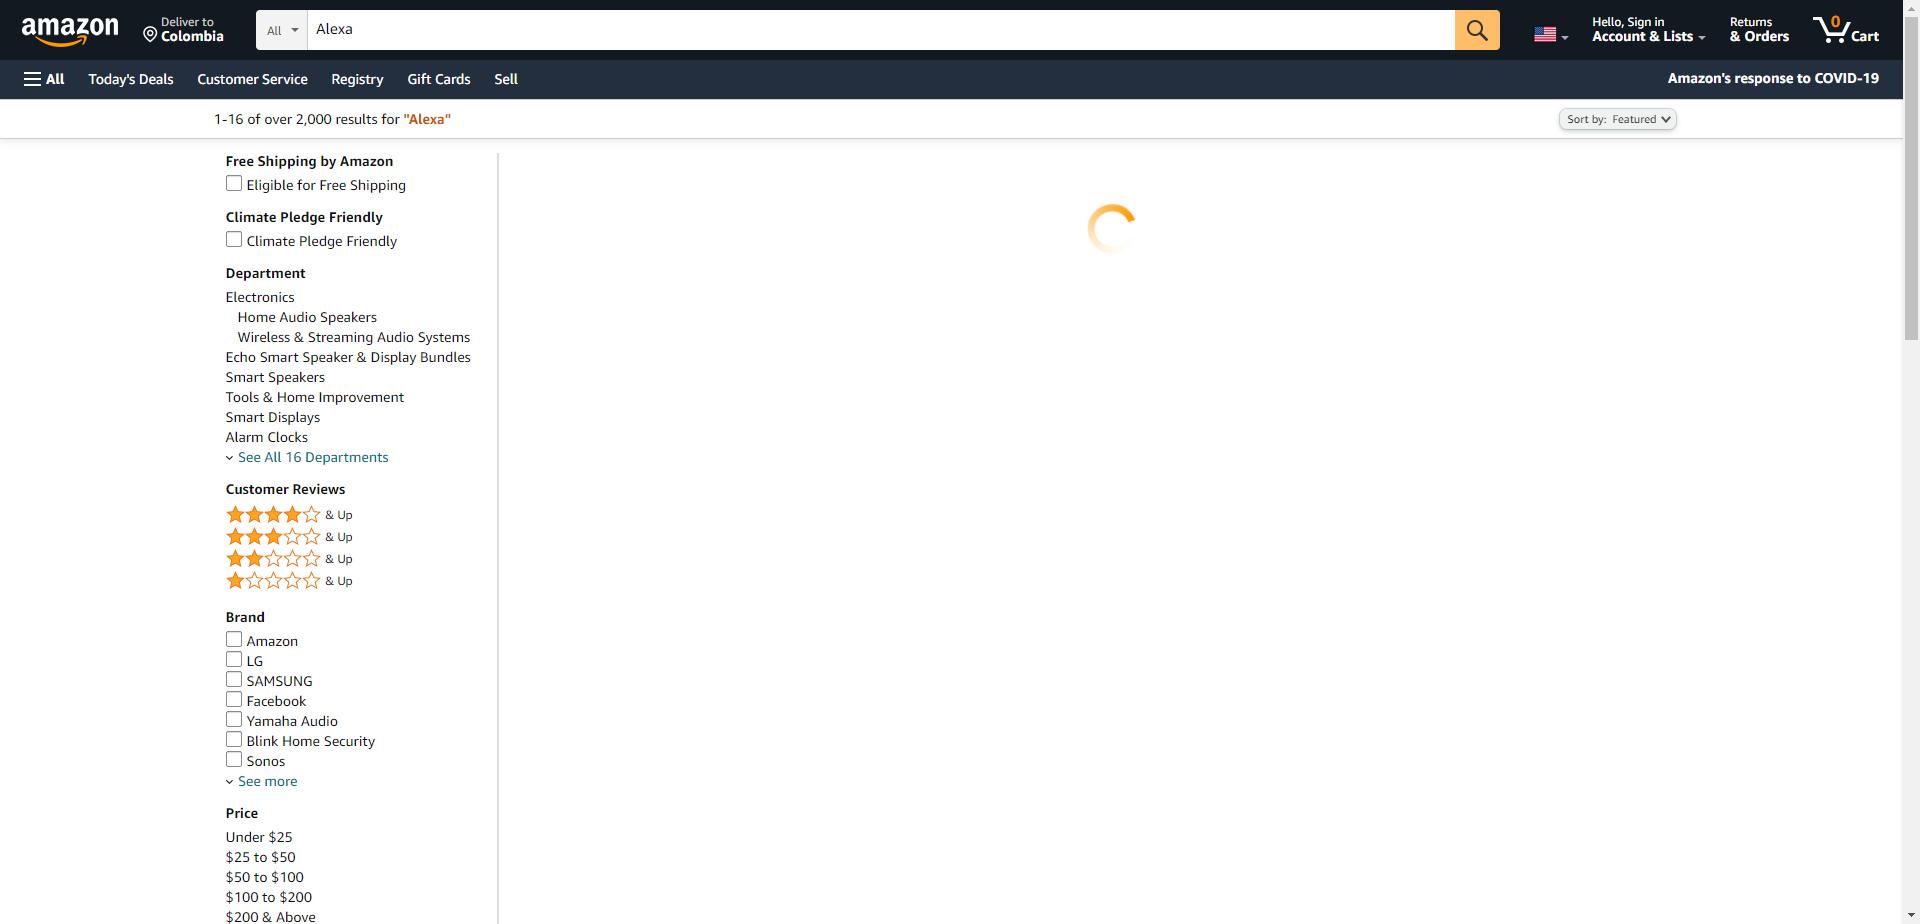 amazon
Deliver to
Colombia
All
Alexa
Hello, Sign in
Account & Lists
Returns
& Orders
0
Cart
All
Today's Deals
Customer Service
Registry
Gift Cards
Sell
Amazon's response to COVID-19
1-16 of over 2,000 results for "Alexa"
Sort by: Featured
Free Shipping by Amazon
Eligible for Free Shipping
Climate Pledge Friendly
Climate Pledge Friendly
Department
Electronics
Home Audio Speakers
Wireless & Streaming Audio Systems
Echo Smart Speaker & Display Bundles
Smart Speakers
Tools & Home Improvement
Smart Displays
Alarm Clocks
See All 16 Departments
Customer Reviews
& Up
& Up
& Up
& Up
Brand
Amazon
LG
SAMSUNG
Facebook
Yamaha Audio
Blink Home Security
Sonos
See more
Price
Under $25
$25 to $50
$50 to $100
$100 to $200
$200 & Above